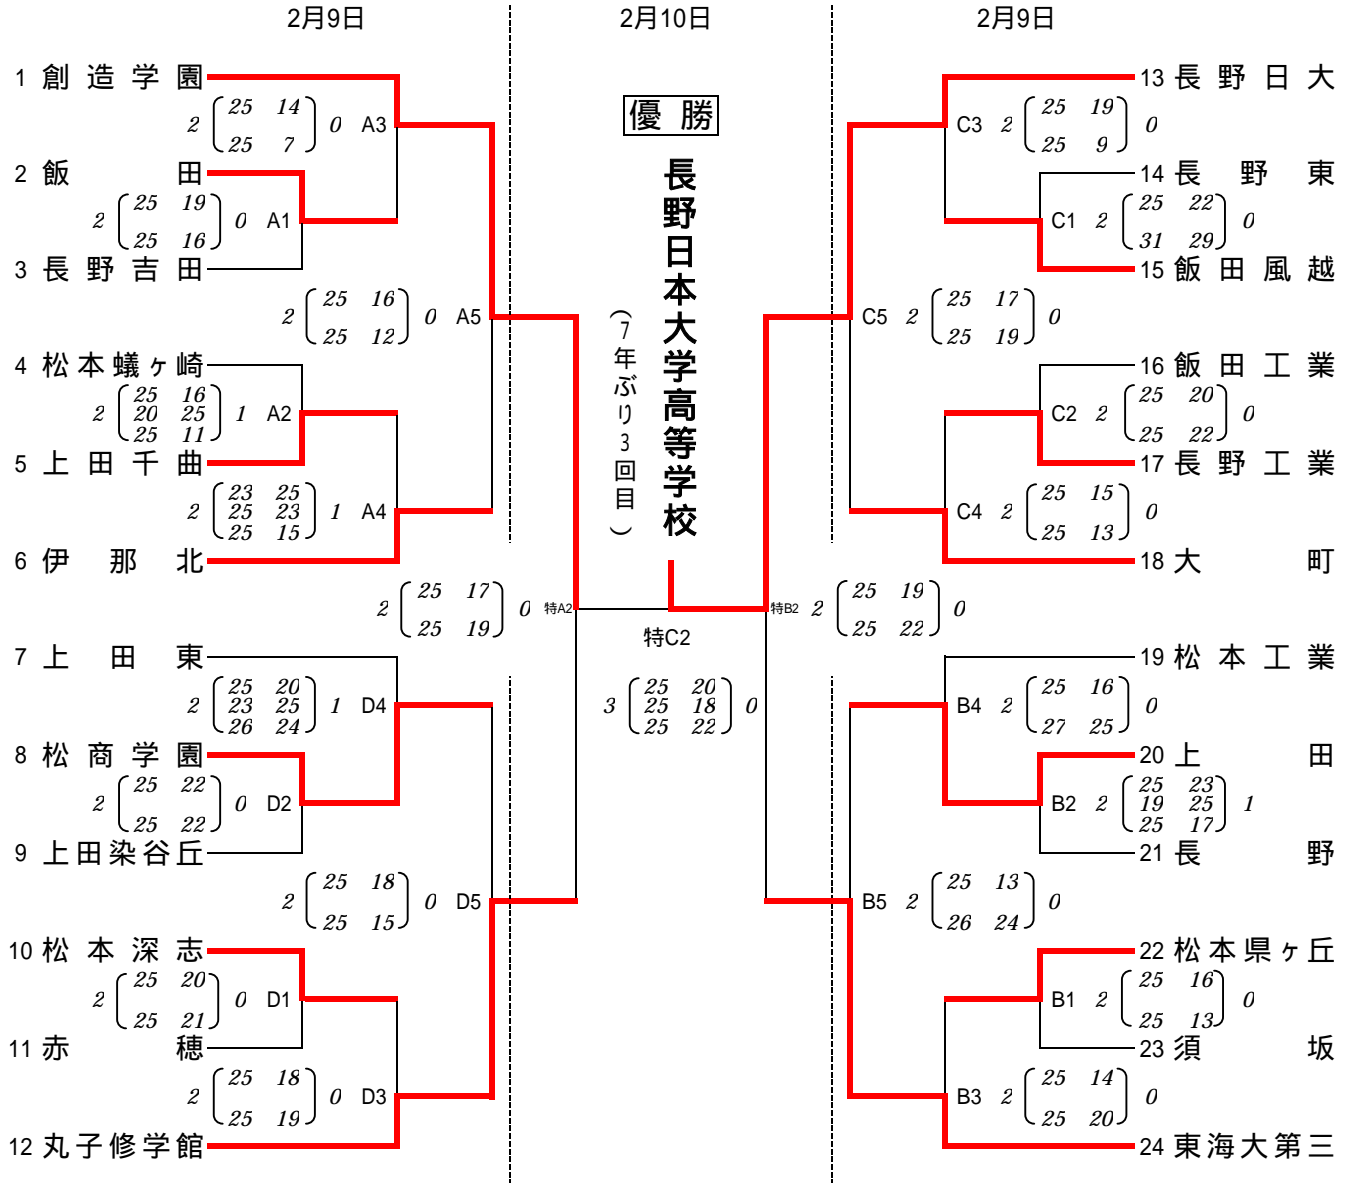 2月9日
2月10日
2月9日
1 創造学園
2 25 14 0 A3
25 7
2 飯田
2 25 19 0 A1
25 16
3 長野吉田
2 25 16 0 A5
25 12
4 松本蟻ヶ崎
25 16
2 20 25 1 A2
25 11
5 上田千曲
23 25
2 25 23 1 A4
25 15
6 伊那北
2 25 17 0 特A2
25 19
7 上田東
25 20
2 23 25 1 D4
26 24
8 松商学園
2 25 22 0 D2
25 22
9 上田染谷丘
2 25 18 0 D5
25 15
10 松本深志
2 25 20 0 D1
25 21
11 赤穂
2 25 18 0 D3
25 19
12 丸子修学館
優勝
長野日本大学高等学校
(7年ぶり3回目)
特C2
25 20
3 25 18 0
25 22
13 長野日大
C3 2 25 19 0
25 9
14 長野東
C1 2 25 22 0
31 29
15 飯田風越
C5 2 25 17 0
25 19
16 飯田工業
C2 2 25 20 0
25 22
17 長野工業
C4 2 25 15 0
25 13
18 大町
特B2 2 25 19 0
25 22
19 松本工業
B4 2 25 16 0
27 25
20 上田
25 23
B2 2 19 25 1
25 17
21 長野
B5 2 25 13 0
26 24
22 松本県ヶ丘
B1 2 25 16 0
25 13
23 須坂
B3 2 25 14 0
25 20
24 東海大第三